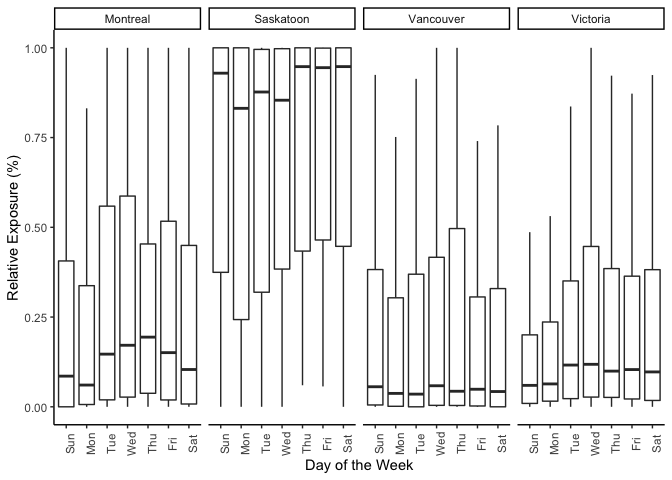 Montreal Saskatoon Vancouver Victoria
1.00
0.75
0.50
0.25
0.00
Relative Exposure (%)
Sun Mon Tue Wed Thu Fri Sat Sun Mon Tue Wed Thu Fri Sat Sun Mon Tue Wed Thu Fri Sat Sun Mon Tue Wed Thu Fri Sat
Day of the Week